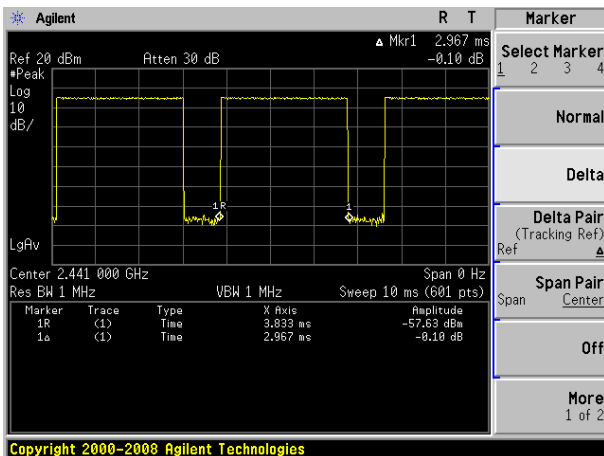 Agilent R T
Δ Mkr1 2.967 ms
Ref 20 dBm Atten 30 dB -0.10 dB
#Peak
Log
10
dB/
1R
1
LgAv
Center 2.441 000 GHz Span 0 Hz
Res BW 1 MHz VBW 1 MHz Sweep 10 ms (601 pts)
Marker Trace Type X Axis Amplitude
1R (1) Time 3.833 ms -57.63 dBm
1Δ (1) Time 2.967 ms -0.10 dB
Copyright 2000-2008 Agilent Technologies
Marker
Select Marker
1 2 3 4
Normal
Delta
Delta Pair
(Tracking Ref)
Ref Δ
Span Pair
Span Center
Off
More
1 of 2